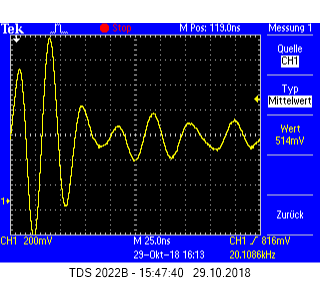 Tek Stop M Pos: 119.0ns Messung 1
Quelle
CH1
Typ
Mittelwert
Wert
514mV
1
Zurück
CH1 200mV M 25.0ns CH1 / 816mV
29-Okt-18 16:13 20.1086kHz
TDS 2022B - 15:47:40 29.10.2018